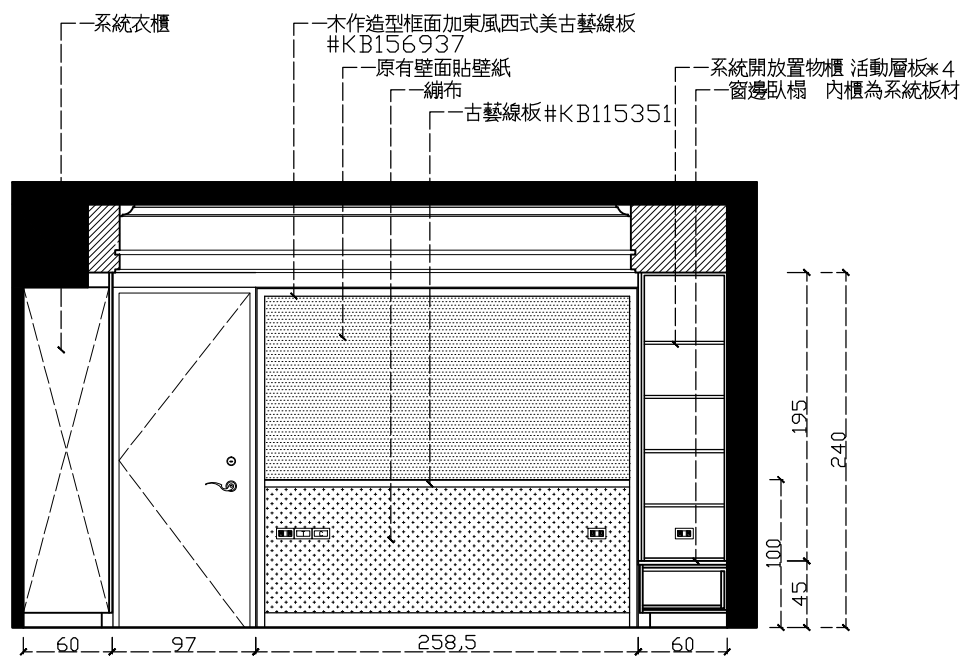 系統衣櫃
木作造型框面加東風西式美古藝線板
#KB156937
原有壁面貼壁紙
繃布
古藝線板#KB115351
系統開放置物櫃 活動層板*4
窗邊臥榻 內櫃為系統板材
195
240
100
45
60
97
258,5
60